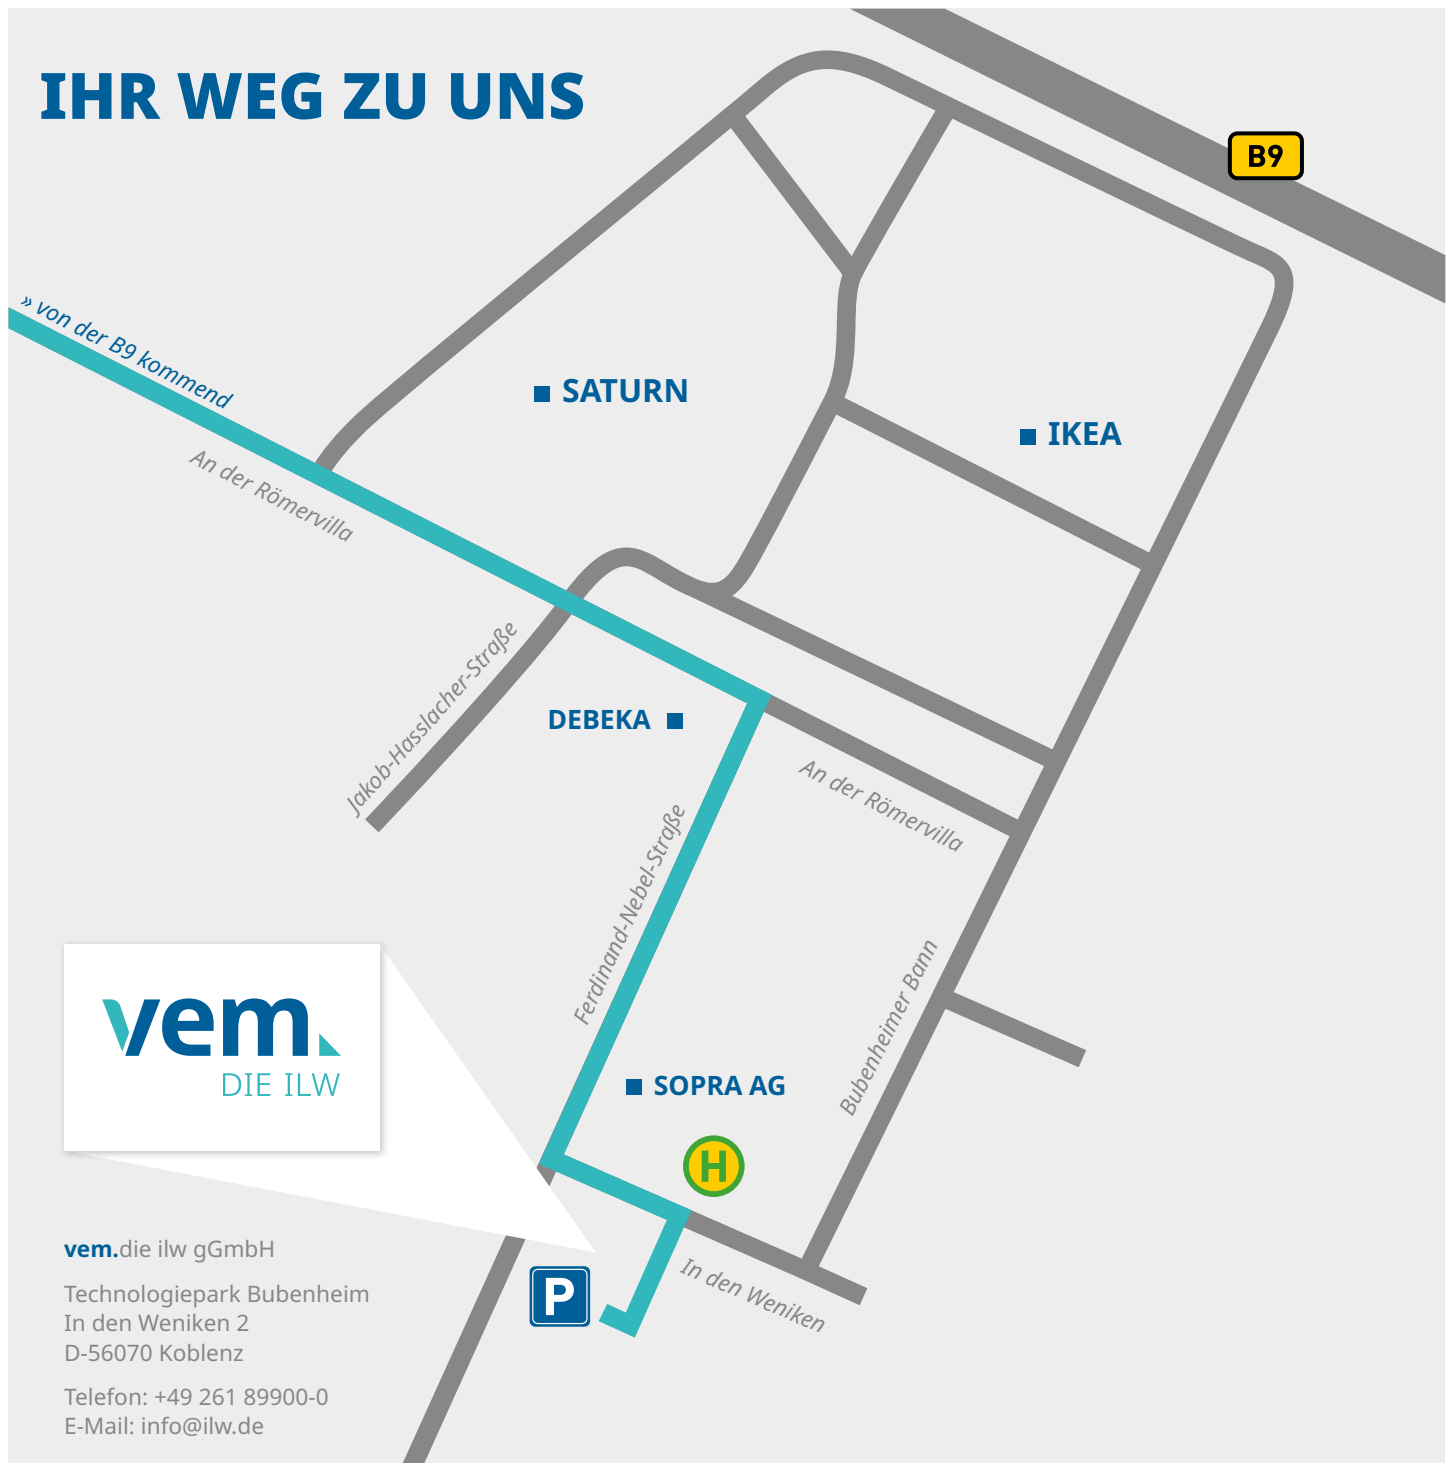 IHR WEG ZU UNS
B9
» von der B9 kommend
An der Römervilla
SATURN
IKEA
Jakob-Hasslacher-Straße
DEBEKA
An der Römervilla
Ferdinand-Nebel-Straße
Bubenheimer Bann
SOPRA AG
H
In den Weniken
P
vem.
DIE ILW
vem.die ilw gGmbH
Technologiepark Bubenheim
In den Weniken 2
D-56070 Koblenz
Telefon: +49 261 89900-0
E-Mail: info@ilw.de